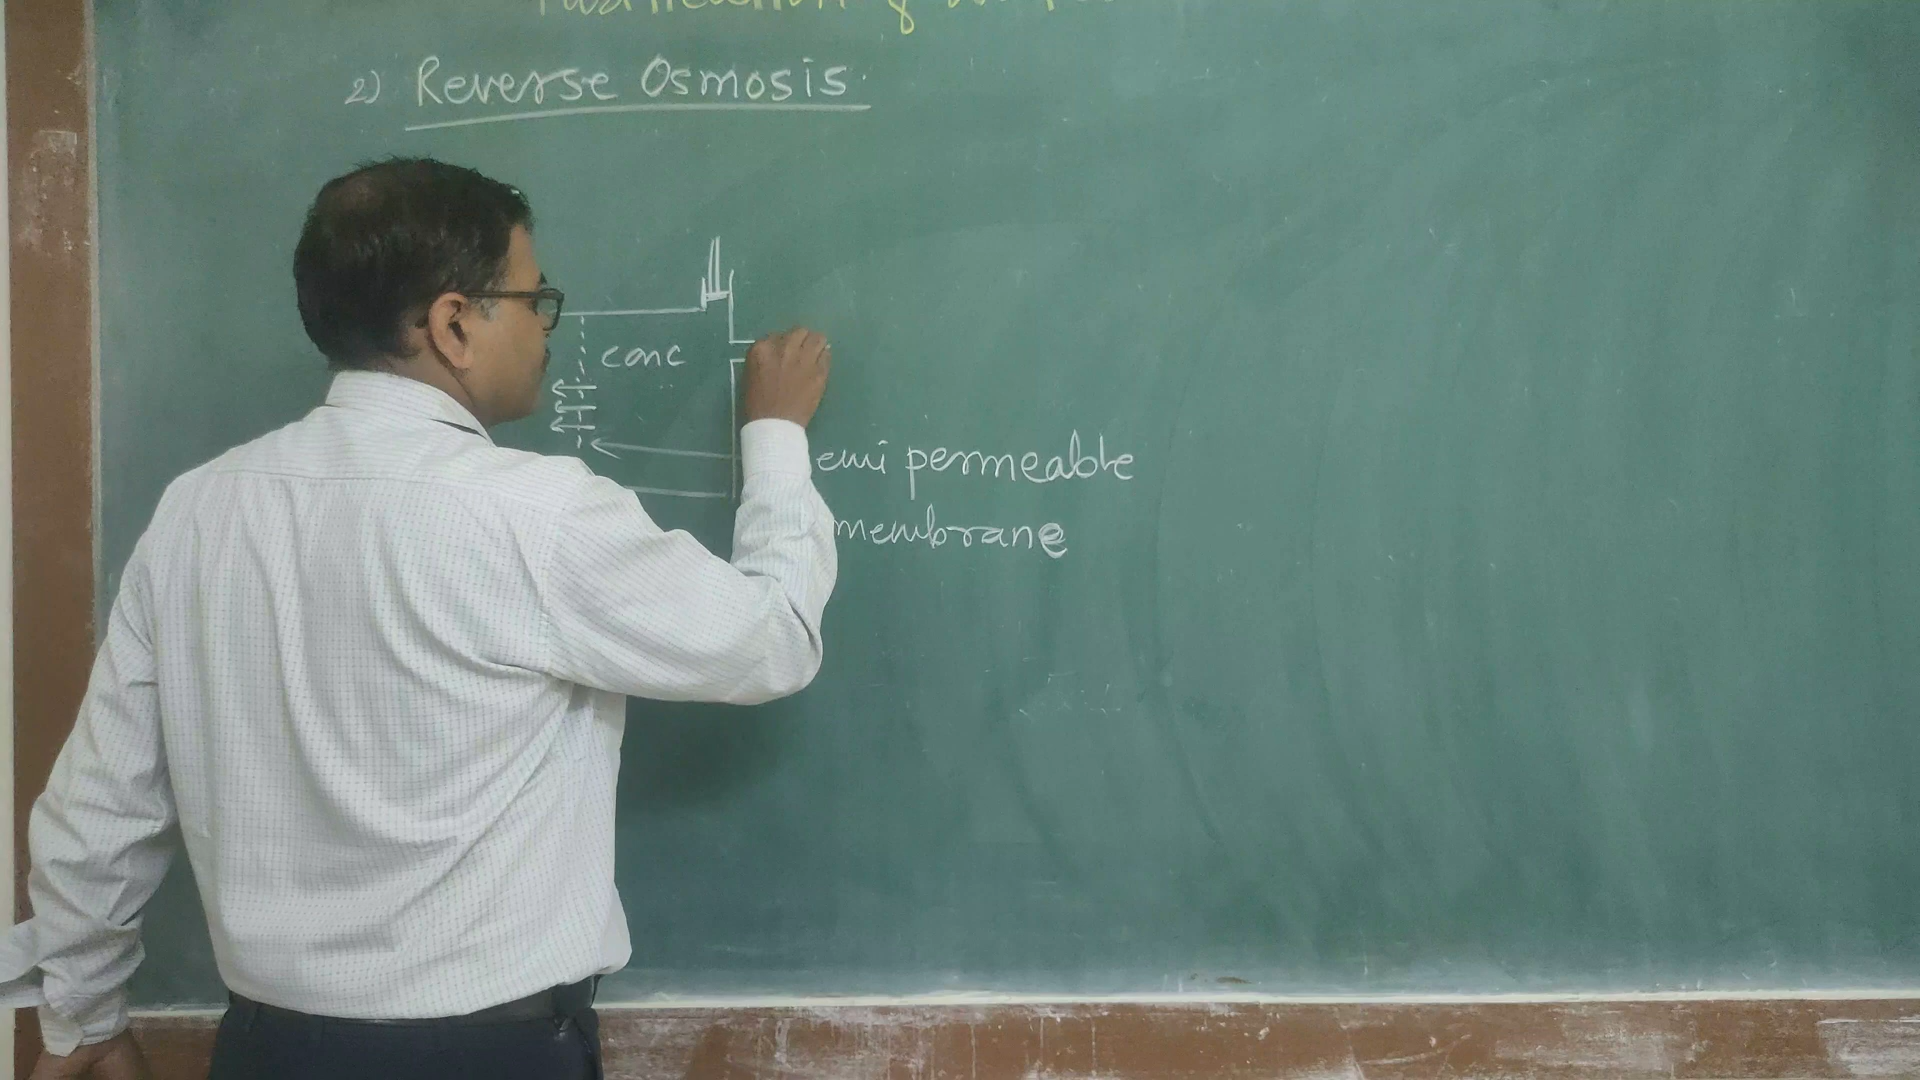 2) Reverse Osmosis
conc
emi permeable
membrane